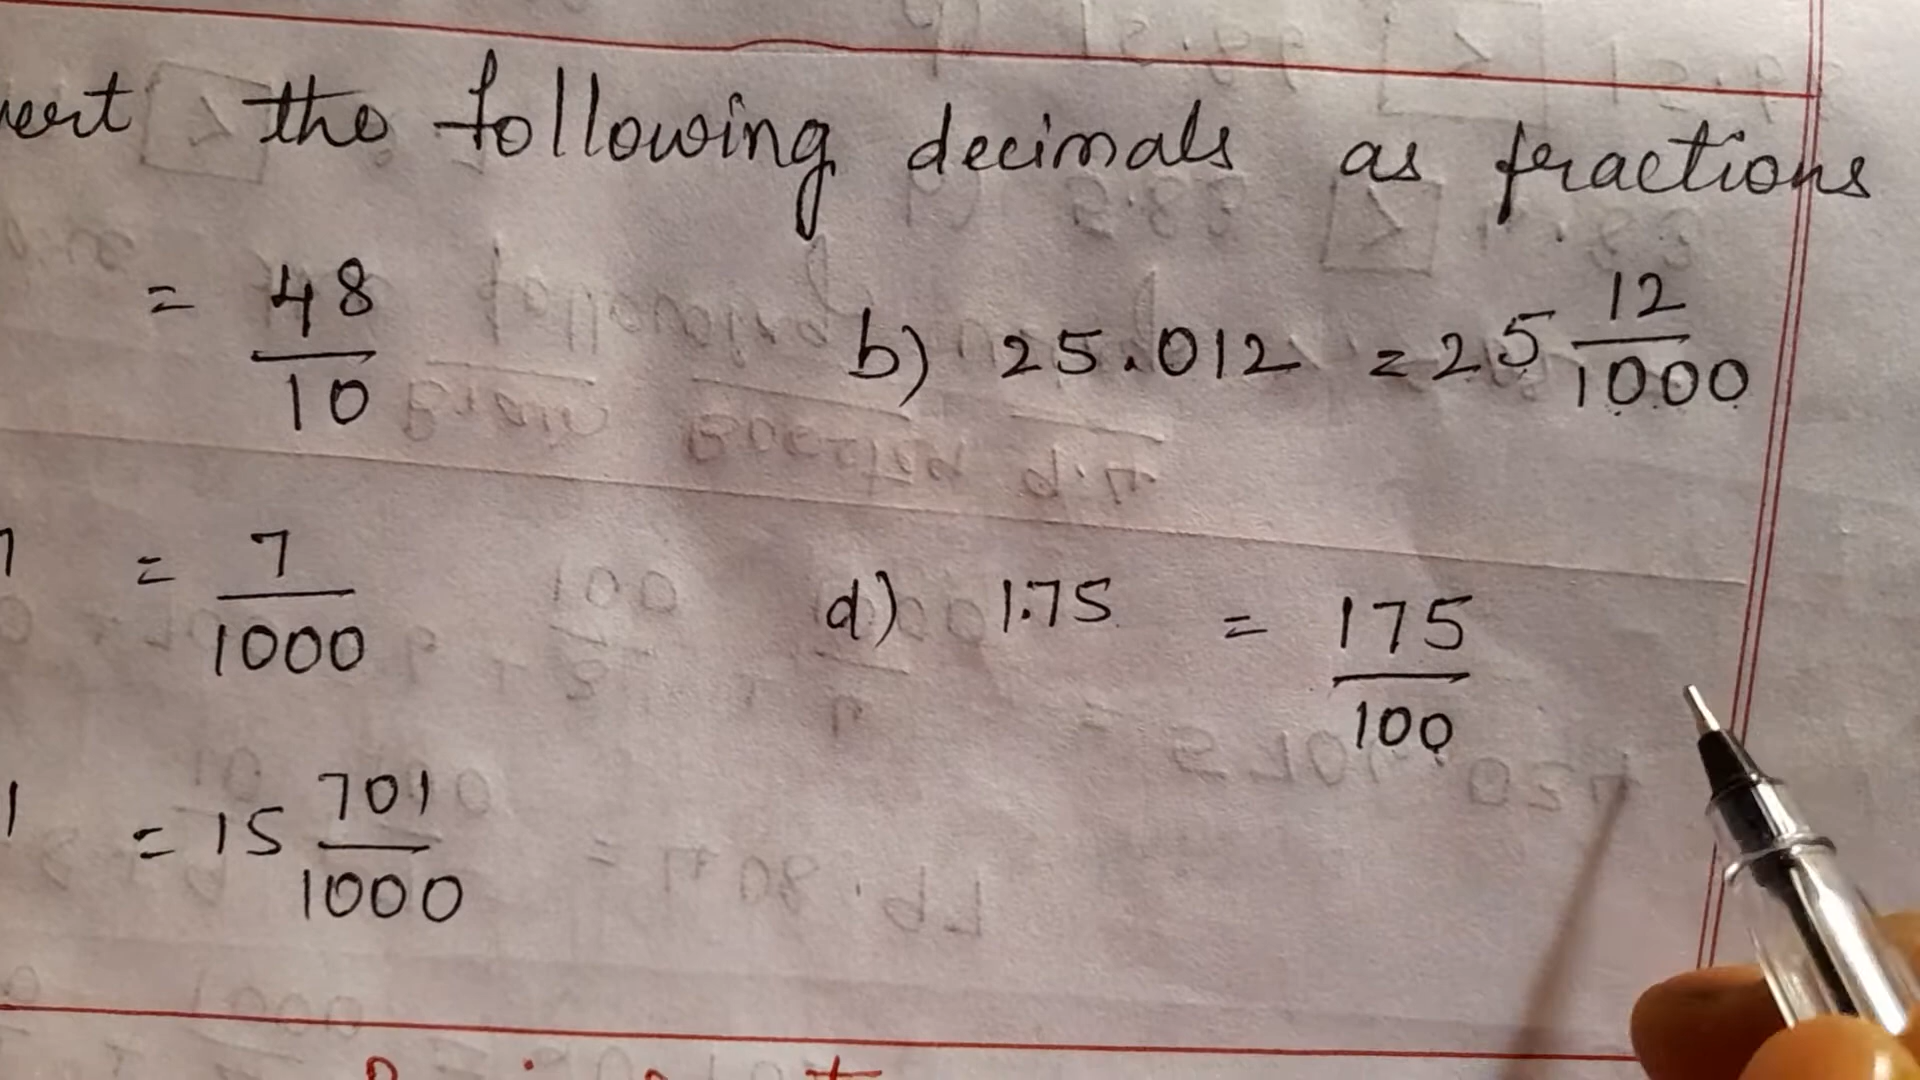 the following decimals as fractions
= 48/10 b) 25.012 = 25 12/1000
= 7/1000 d) 1.75 = 175/100
= 15 701/1000